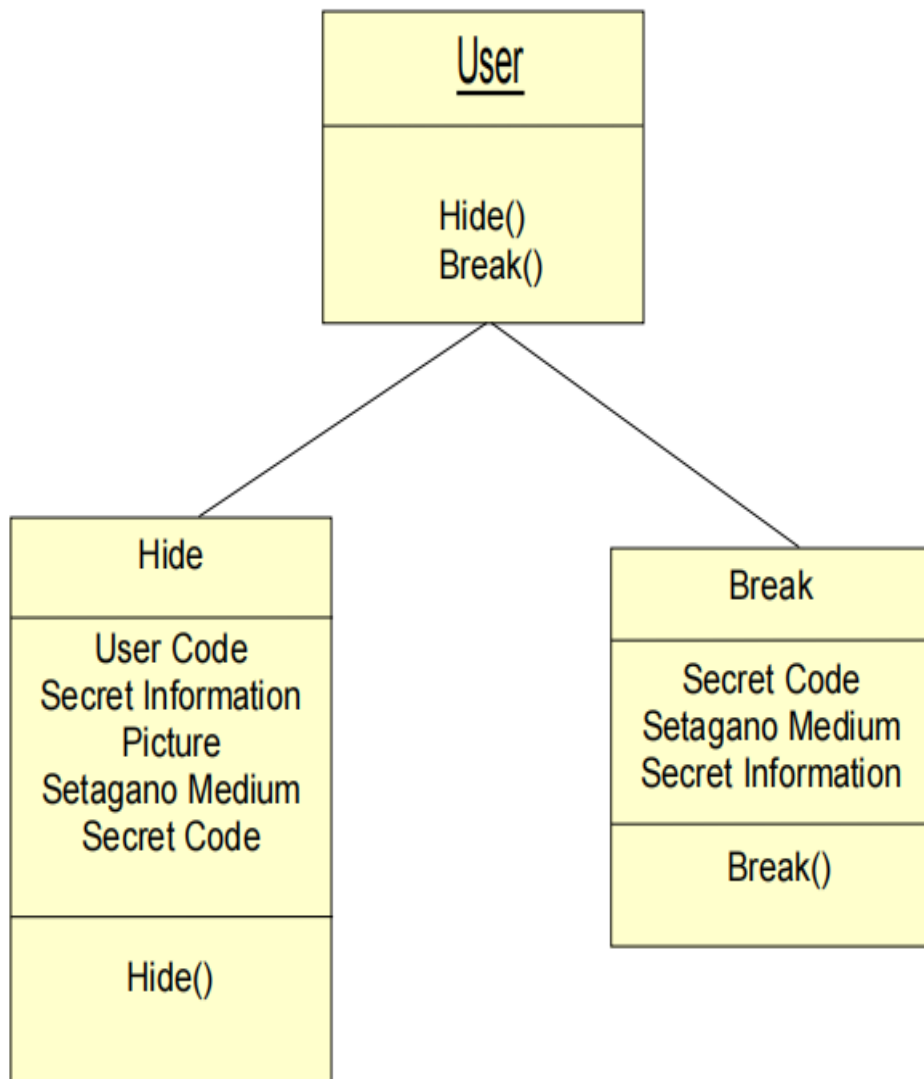 User
Hide()
Break()
Hide
User Code
Secret Information
Picture
Setagano Medium
Secret Code
Hide()
Break
Secret Code
Setagano Medium
Secret Information
Break()